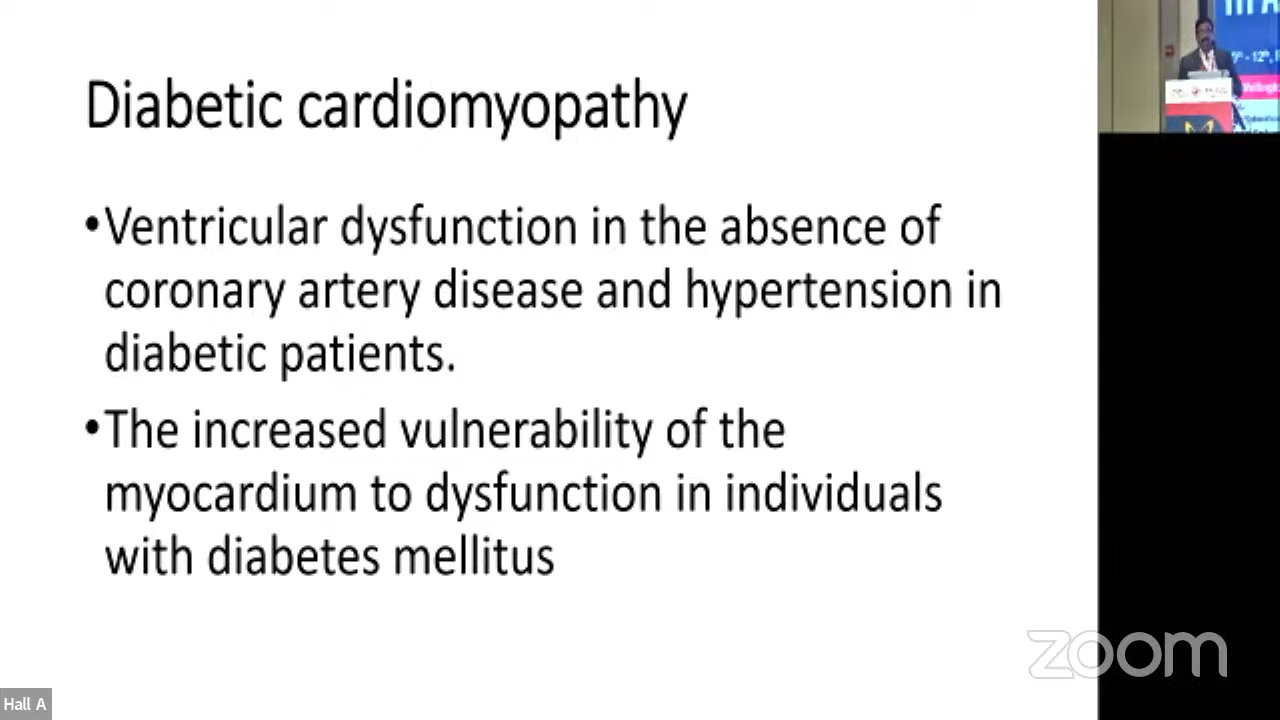 Diabetic cardiomyopathy
•Ventricular dysfunction in the absence of
coronary artery disease and hypertension in
diabetic patients.
•The increased vulnerability of the
myocardium to dysfunction in individuals
with diabetes mellitus
zoom
Hall A